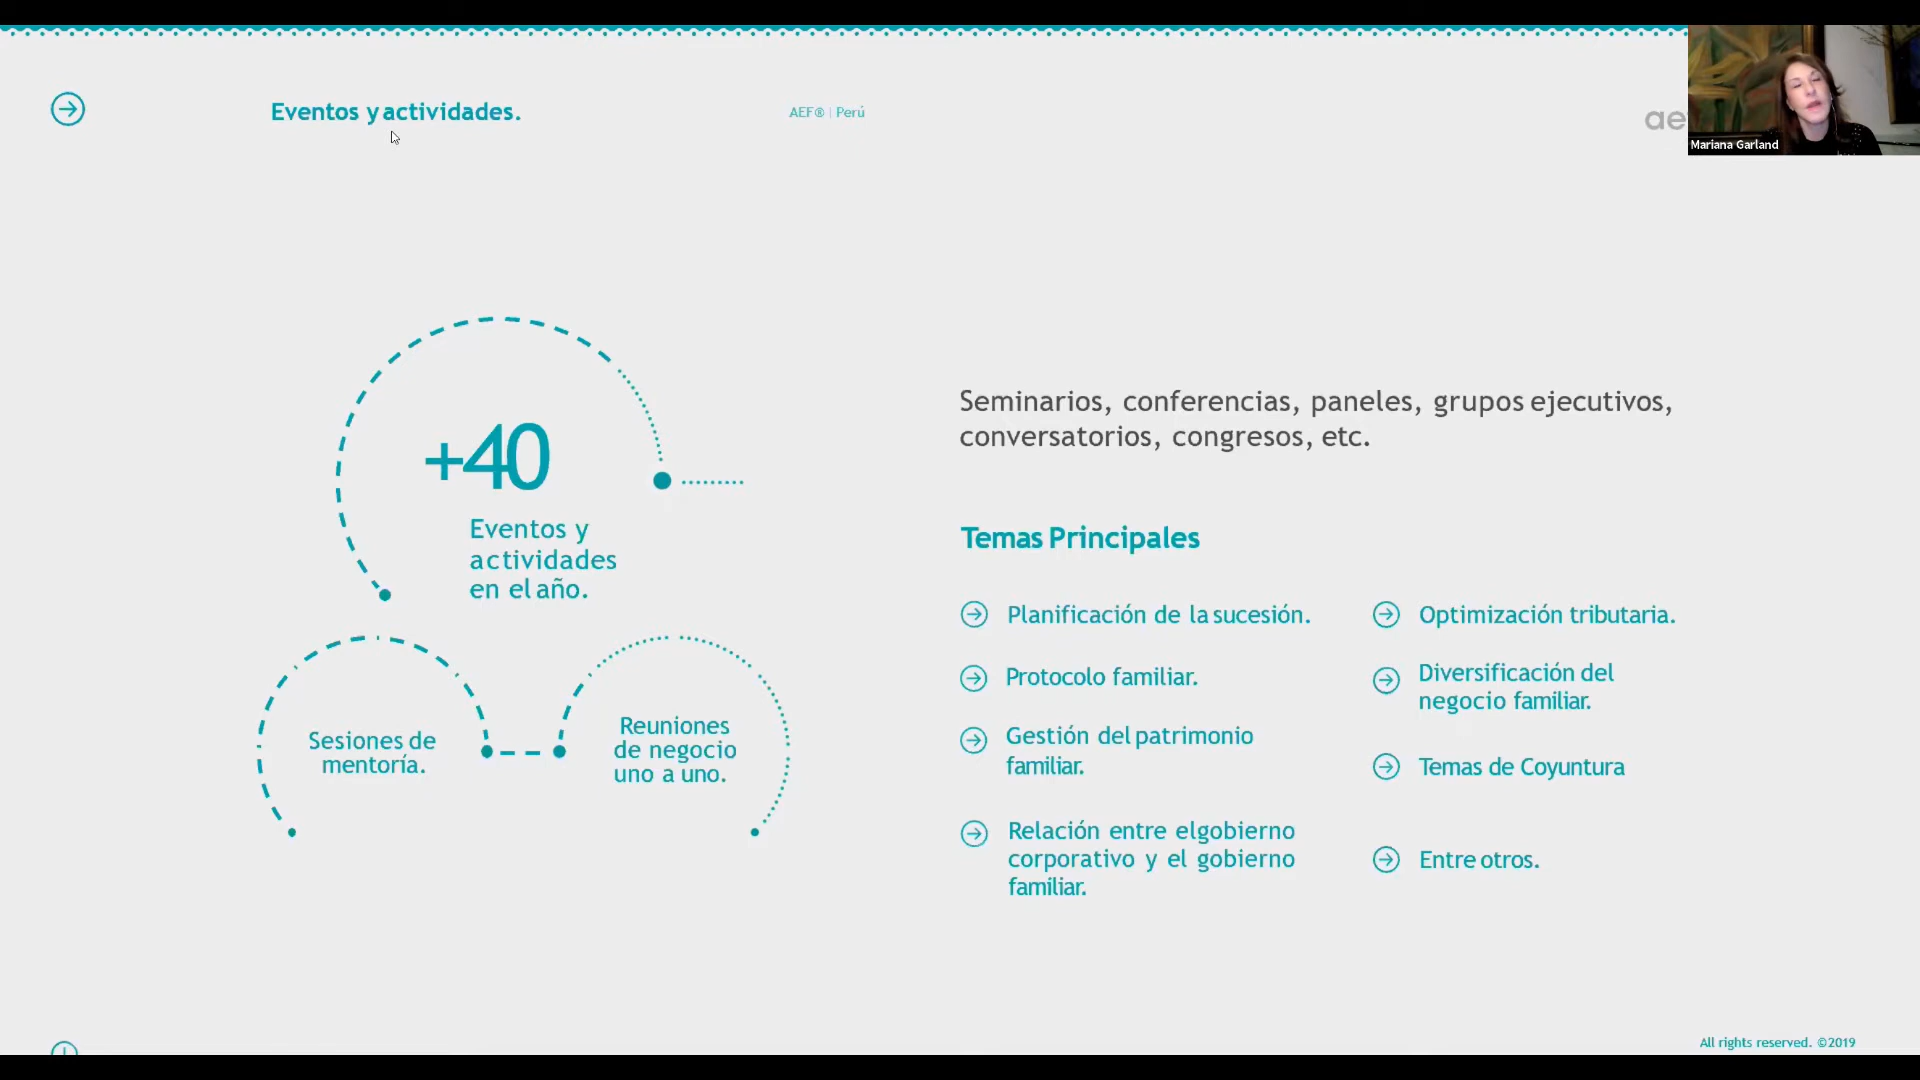 Eventos y actividades.
AEF® | Perú
ae
Mariana Garland
+40
Eventos y
actividades
en el año.
Sesiones de
mentoría.
Reuniones
de negocio
uno a uno.
Seminarios, conferencias, paneles, grupos ejecutivos,
conversatorios, congresos, etc.
Temas Principales
Planificación de la sucesión.
Protocolo familiar.
Gestión del patrimonio
familiar.
Relación entre el gobierno
corporativo y el gobierno
familiar.
Optimización tributaria.
Diversificación del
negocio familiar.
Temas de Coyuntura
Entre otros.
All rights reserved. ©2019